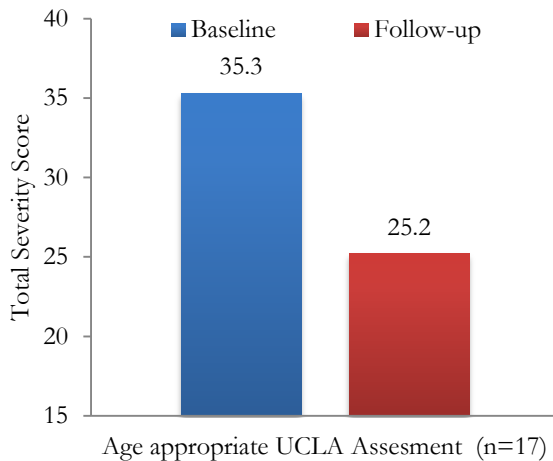 40
Baseline Follow-up
35.3
35
30
25.2
25
20
15
Total Severity Score
Age appropriate UCLA Assesment (n=17)